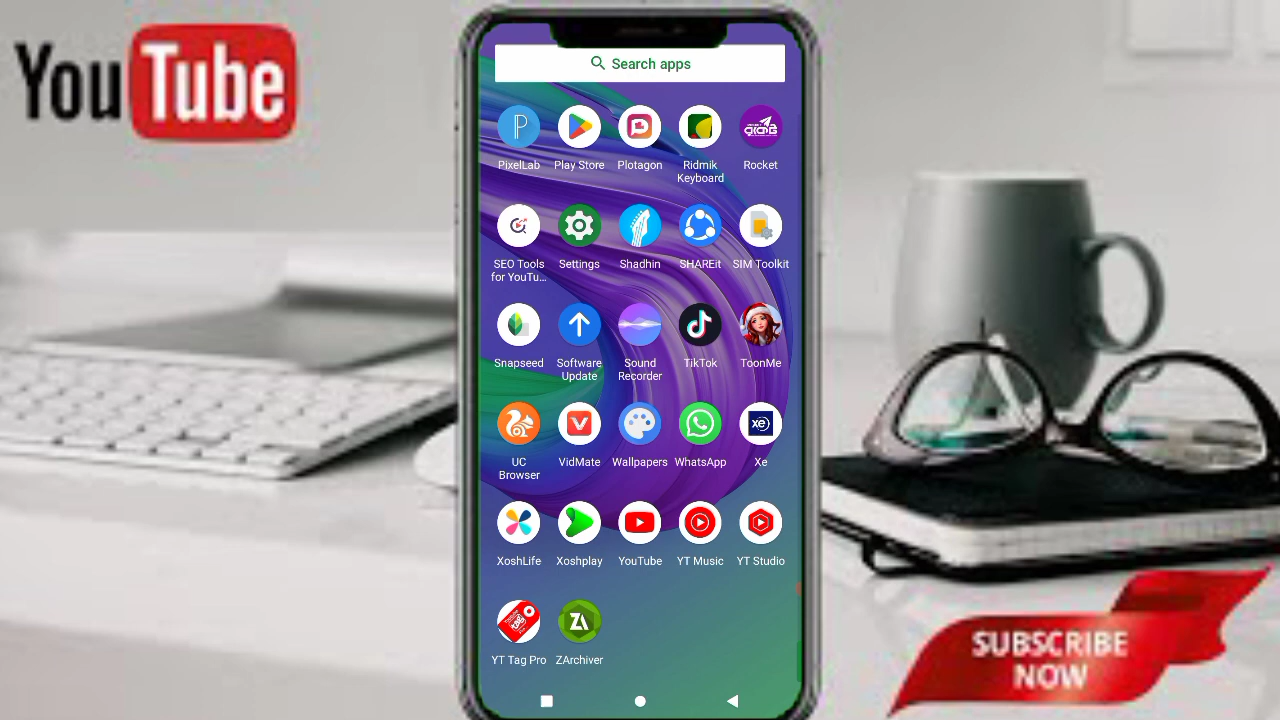 YouTube
Search apps
PixelLab
Play Store
Plotagon
Ridmik
Keyboard
Rocket
SEO Tools
for YouTu...
Settings
Shadhin
SHAREit
SIM Toolkit
Snapseed
Software
Update
Sound
Recorder
TikTok
ToonMe
UC
Browser
VidMate
Wallpapers
WhatsApp
xe
Xe
XoshLife
Xoshplay
YouTube
YT Music
YT Studio
YT Tag Pro
ZA
ZArchiver
SUBSCRIBE
NOW